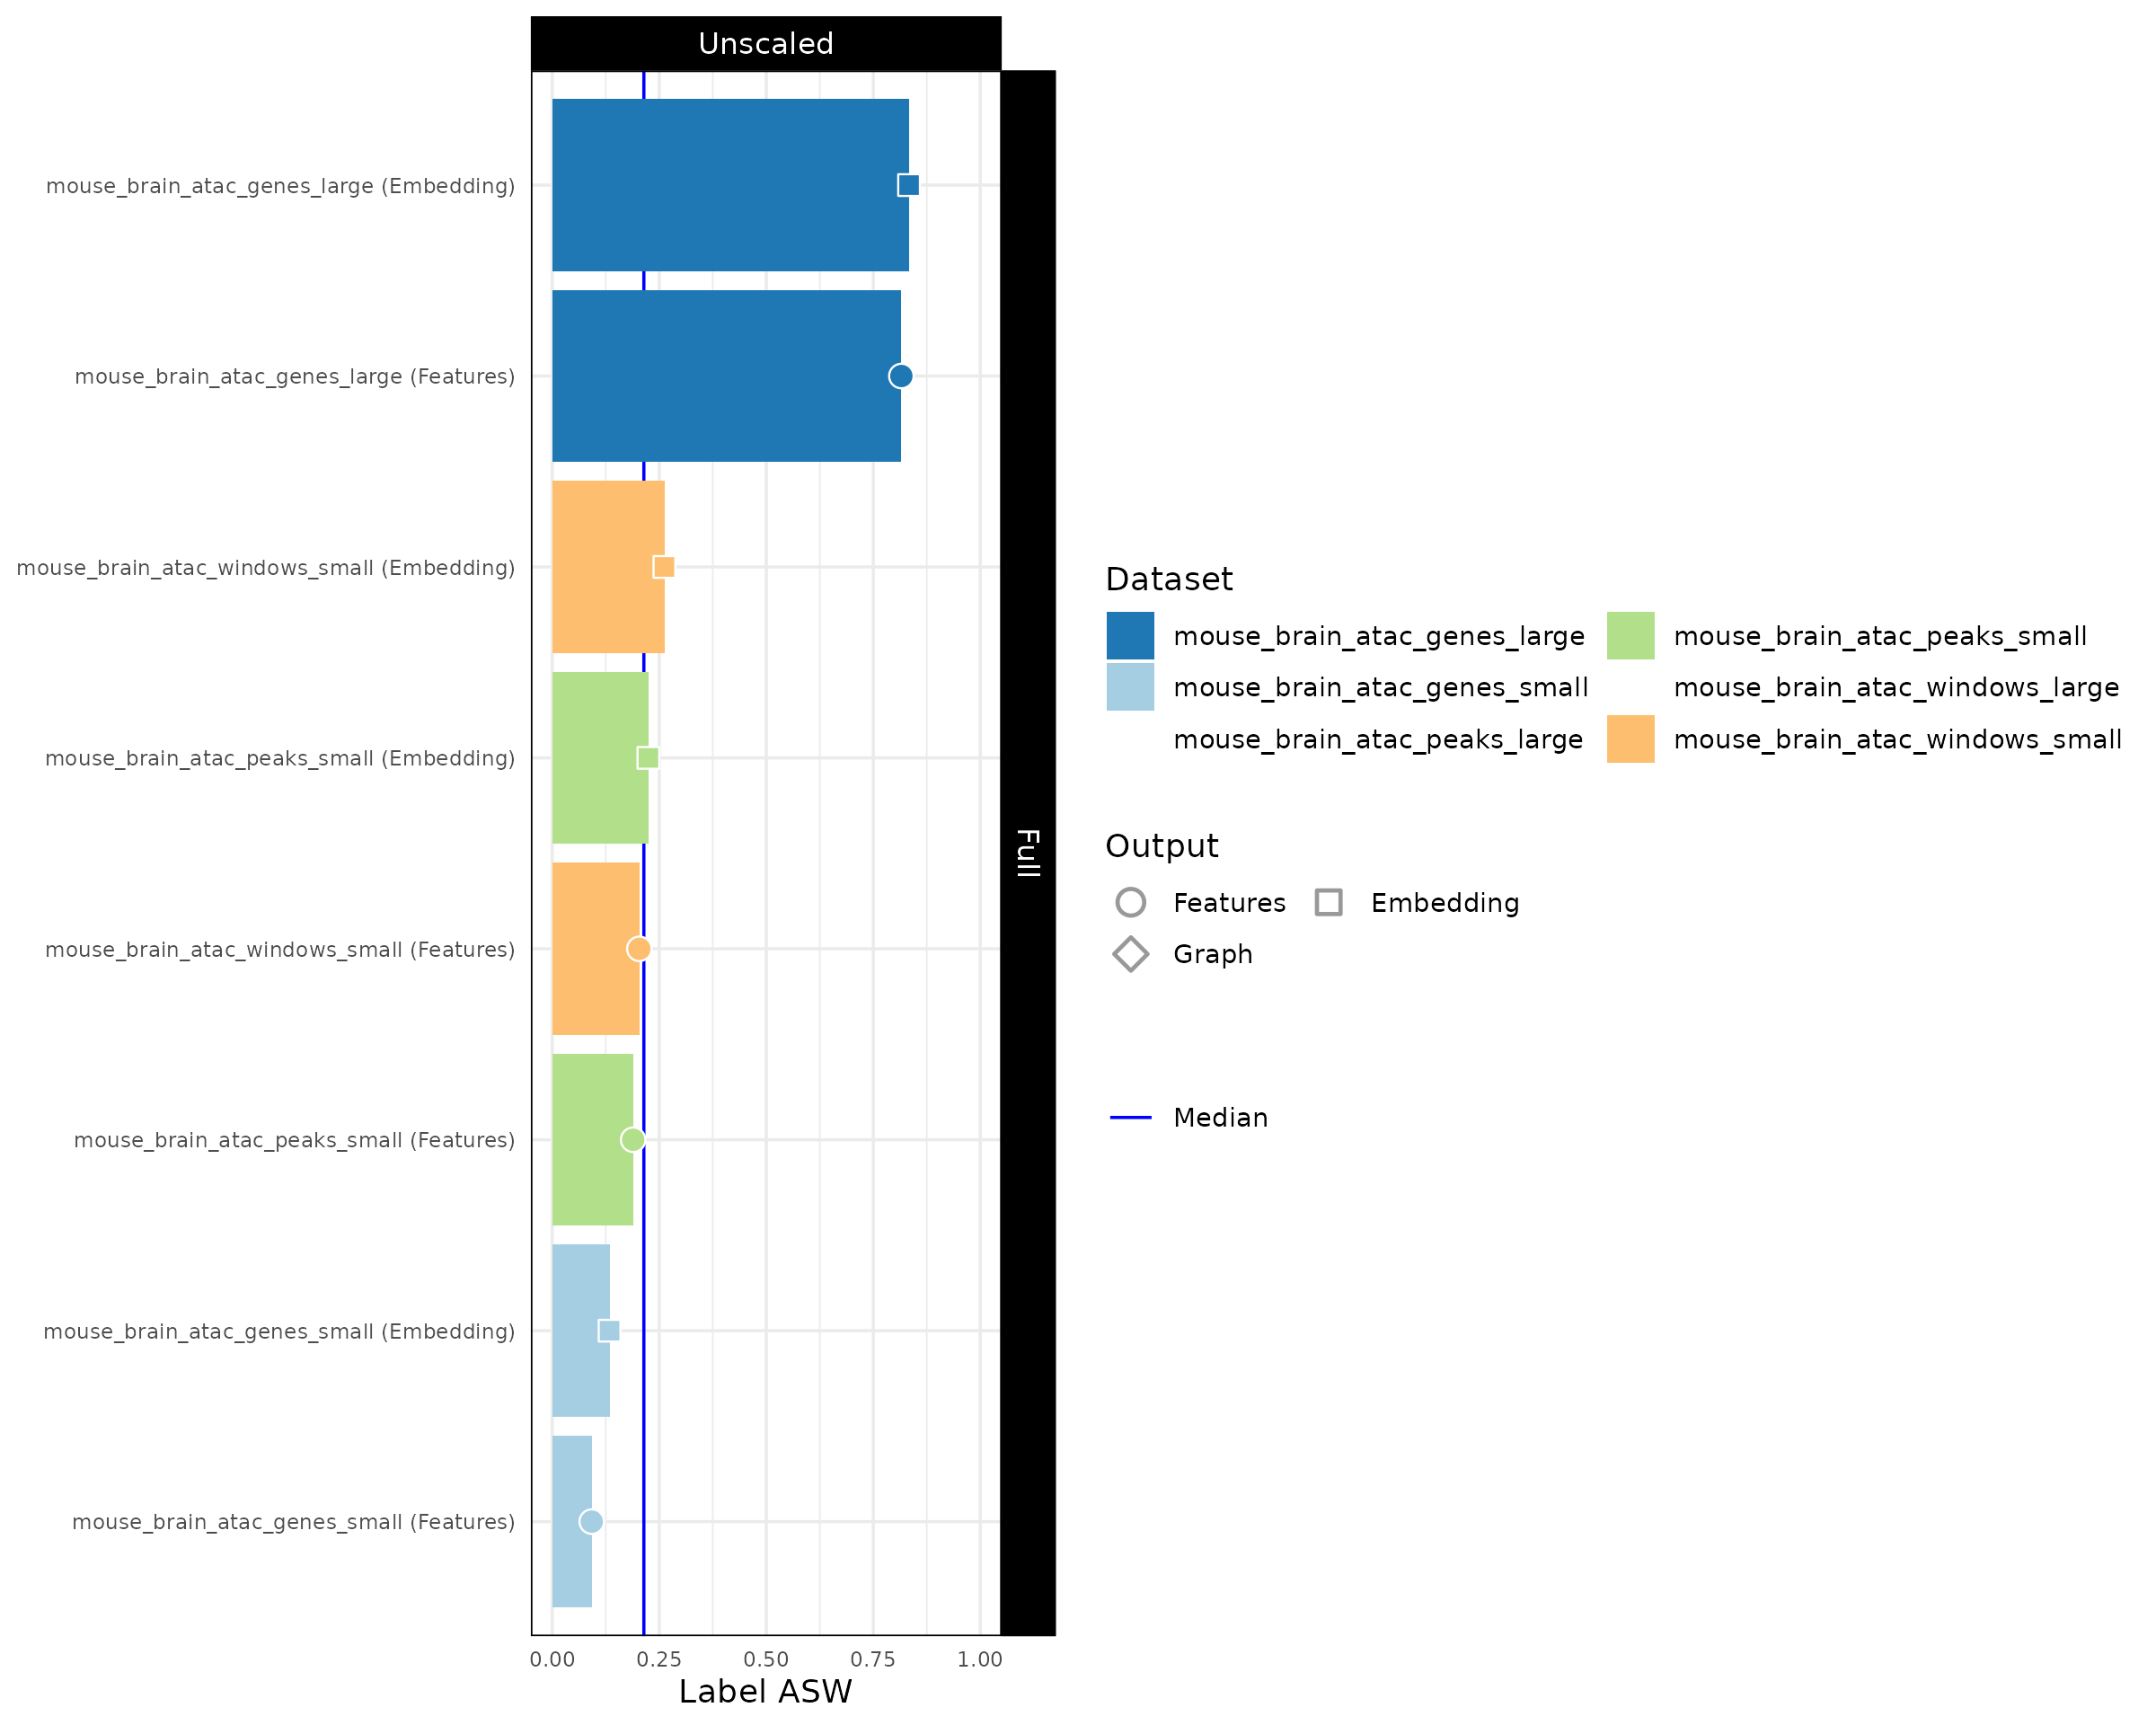 Unscaled
mouse_brain_atac_genes_large (Embedding)
mouse_brain_atac_genes_large (Features)
mouse_brain_atac_windows_small (Embedding)
mouse_brain_atac_peaks_small (Embedding)
mouse_brain_atac_windows_small (Features)
mouse_brain_atac_peaks_small (Features)
mouse_brain_atac_genes_small (Embedding)
mouse_brain_atac_genes_small (Features)
0.00 0.25 0.50 0.75 1.00
Label ASW
Full
Dataset
mouse_brain_atac_genes_large mouse_brain_atac_peaks_small
mouse_brain_atac_genes_small mouse_brain_atac_windows_large
mouse_brain_atac_peaks_large mouse_brain_atac_windows_small
Output
Features Embedding
Graph
Median